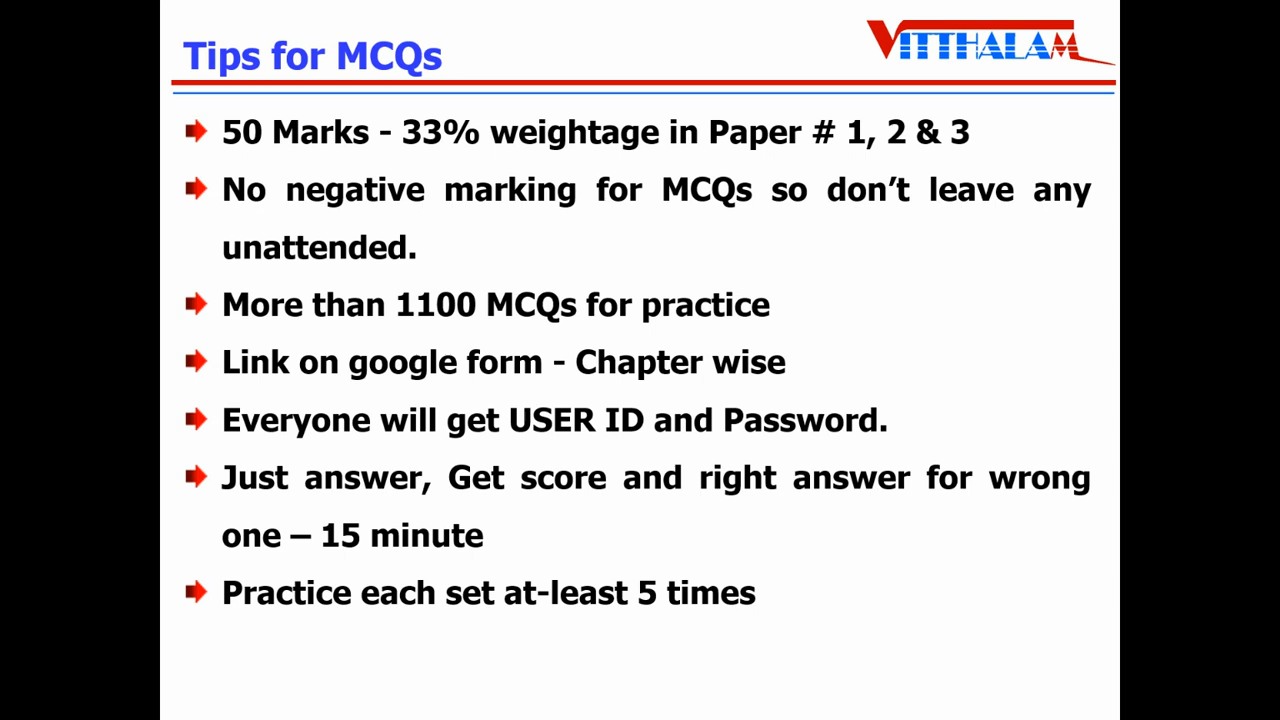 Tips for MCQs
VITTHALAM
50 Marks - 33% weightage in Paper # 1, 2 & 3
No negative marking for MCQs so don’t leave any
unattended.
More than 1100 MCQs for practice
Link on google form - Chapter wise
Everyone will get USER ID and Password.
Just answer, Get score and right answer for wrong
one – 15 minute
Practice each set at-least 5 times